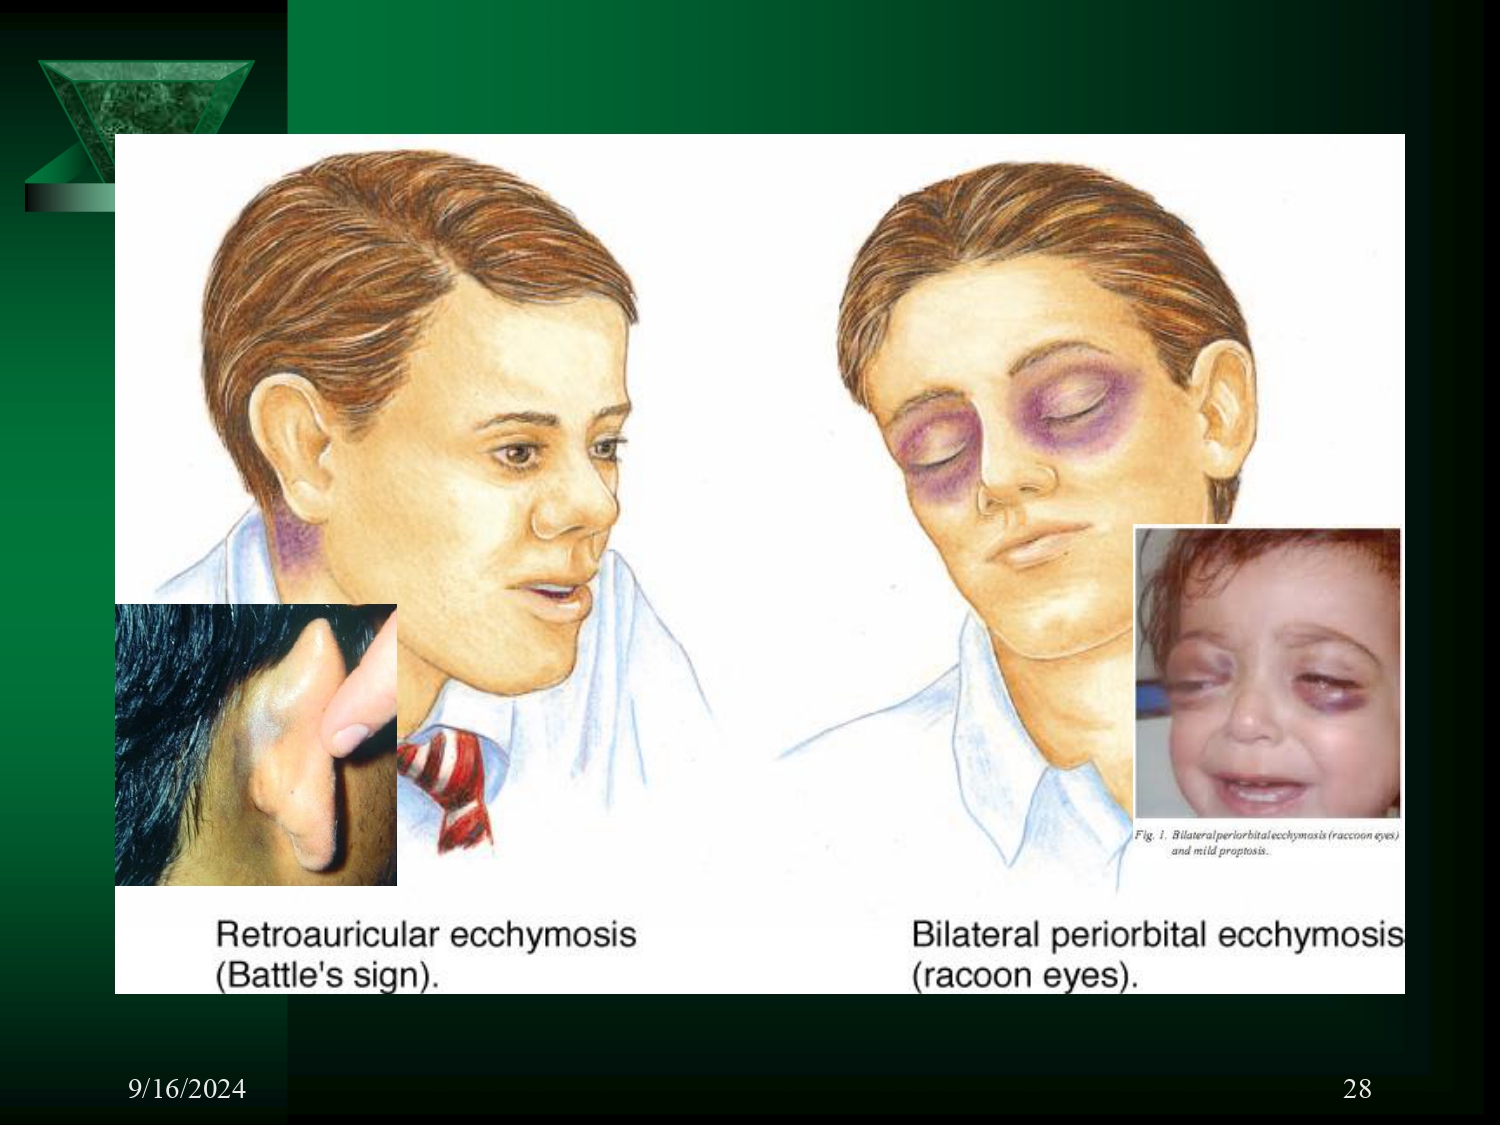 Fig. 1. Bilateral periorbital ecchymosis (raccoon eyes)
and mild proptosis.
Retroauricular ecchymosis
(Battle's sign).
Bilateral periorbital ecchymosis
(racoon eyes).
9/16/2024
28